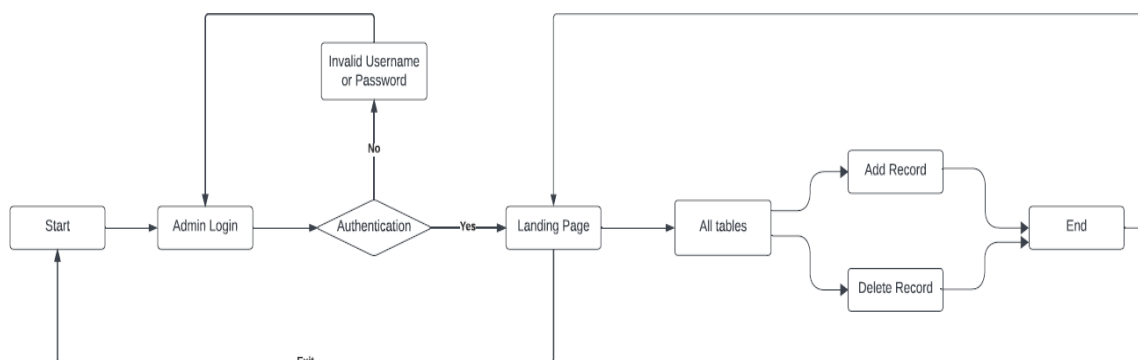 Invalid Username
or Password
No
Add Record
Start
Admin Login
Authentication
Yes
Landing Page
All tables
End
Delete Record
Exit